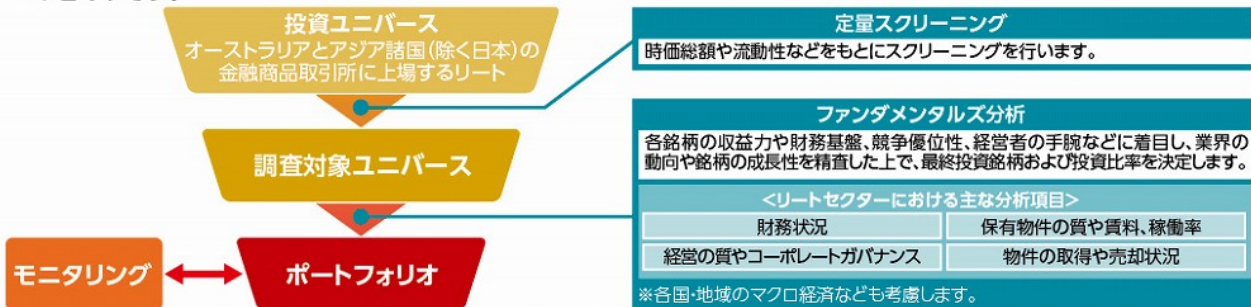 投資ユニバース
オーストラリアとアジア諸国(除く日本)の
金融商品取引所に上場するリート
定量スクリーニング
時価総額や流動性などをもとにスクリーニングを行います。
調査対象ユニバース
ファンダメンタルズ分析
各銘柄の収益力や財務基盤、競争優位性、経営者の手腕などに着目し、業界の
動向や銘柄の成長性を精査した上で、最終投資銘柄および投資比率を決定します。
<リートセクターにおける主な分析項目>
財務状況
保有物件の質や賃料、稼働率
経営の質やコーポレートガバナンス
物件の取得や売却状況
※各国・地域のマクロ経済なども考慮します。
モニタリング
ポートフォリオ